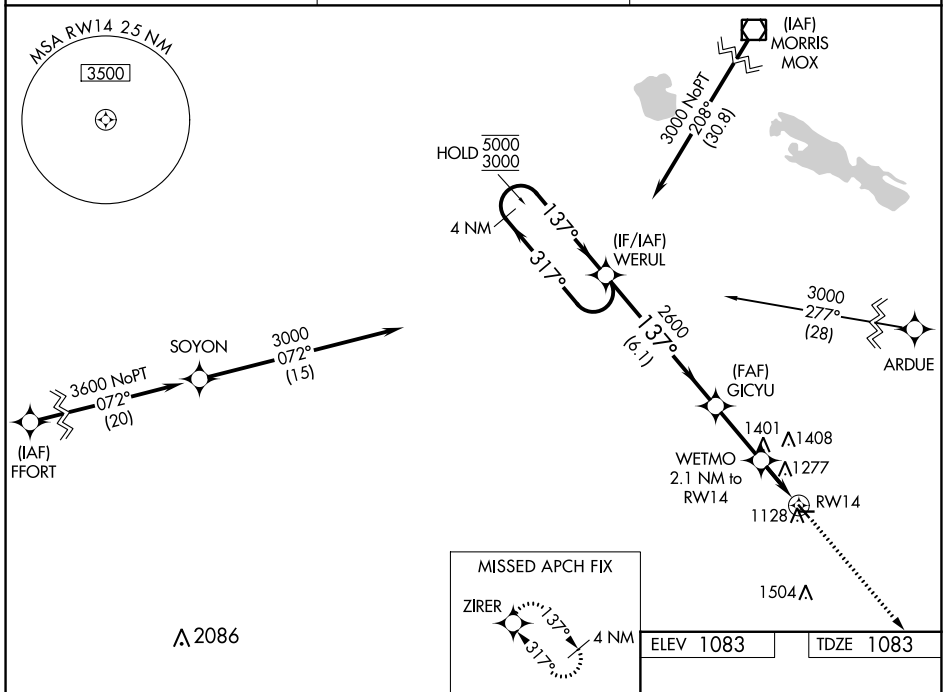 MSA RW14 25 NM
3500
(IAF)
MORRIS
MOX
3000 NoPT
208°
(30.8)
HOLD 5000
3000
4 NM
137°
317°
(IF/IAF)
WERUL
2600
137°
(6.1)
3000
277°
(28)
ARDUE
SOYON
3000
072°
(15)
3600 NoPT
072°
(20)
(IAF)
FFORT
(FAF)
GICYU
1401
1408
WETMO
2.1 NM to
RW14
1277
RW14
1128
1504
2086
MISSED APCH FIX
ZIRER
137°
317°
4 NM
ELEV 1083
TDZE 1083